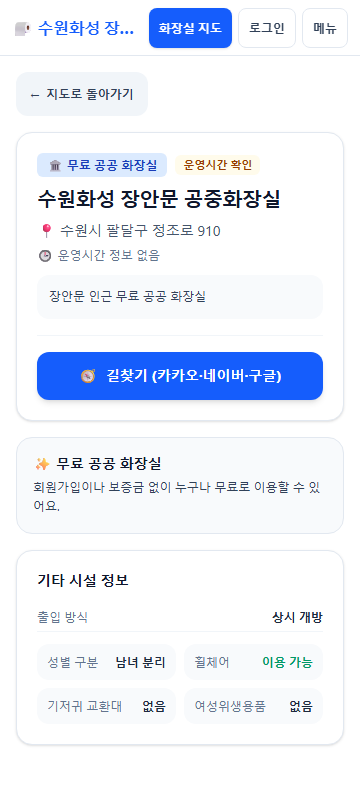 수원화성 장...
화장실 지도
로그인
메뉴
← 지도로 돌아가기
무료 공공 화장실
운영시간 확인
수원화성 장안문 공중화장실
수원시 팔달구 정조로 910
운영시간 정보 없음
장안문 인근 무료 공공 화장실
길찾기 (카카오·네이버·구글)
무료 공공 화장실
회원가입이나 보증금 없이 누구나 무료로 이용할 수 있
어요.
기타 시설 정보
출입 방식 상시 개방
성별 구분 남녀 분리 휠체어 이용 가능
기저귀 교환대 없음 여성위생용품 없음